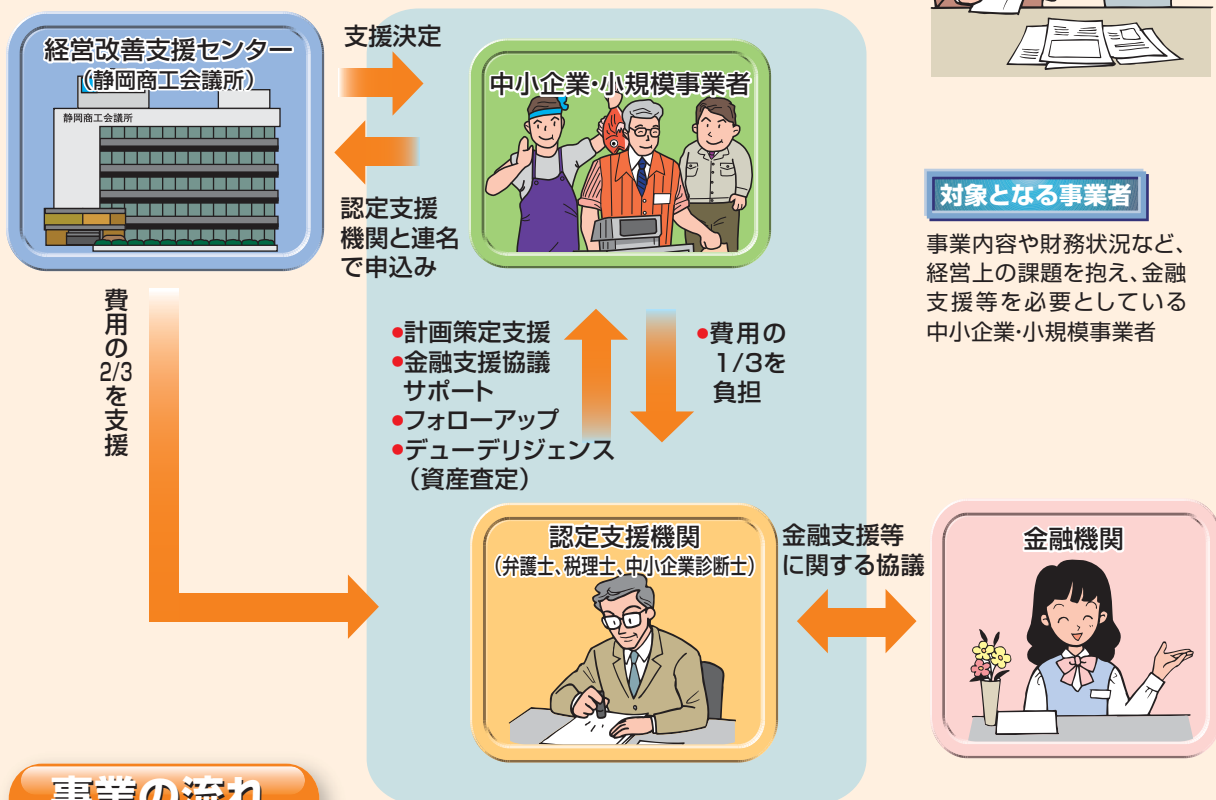 経営改善支援センター
（静岡商工会議所）
静岡商工会議所
支援決定
認定支援
機関と連名
で申込み
中小企業・小規模事業者
対象となる事業者
事業内容や財務状況など、
経営上の課題を抱え、金融
支援等を必要としている
中小企業・小規模事業者
費用の2/3を支援
●計画策定支援
●金融支援協議
サポート
●フォローアップ
●デューデリジェンス
（資産査定）
●費用の
1/3を
負担
認定支援機関
（弁護士、税理士、中小企業診断士）
金融支援等
に関する協議
金融機関
事業の流れ